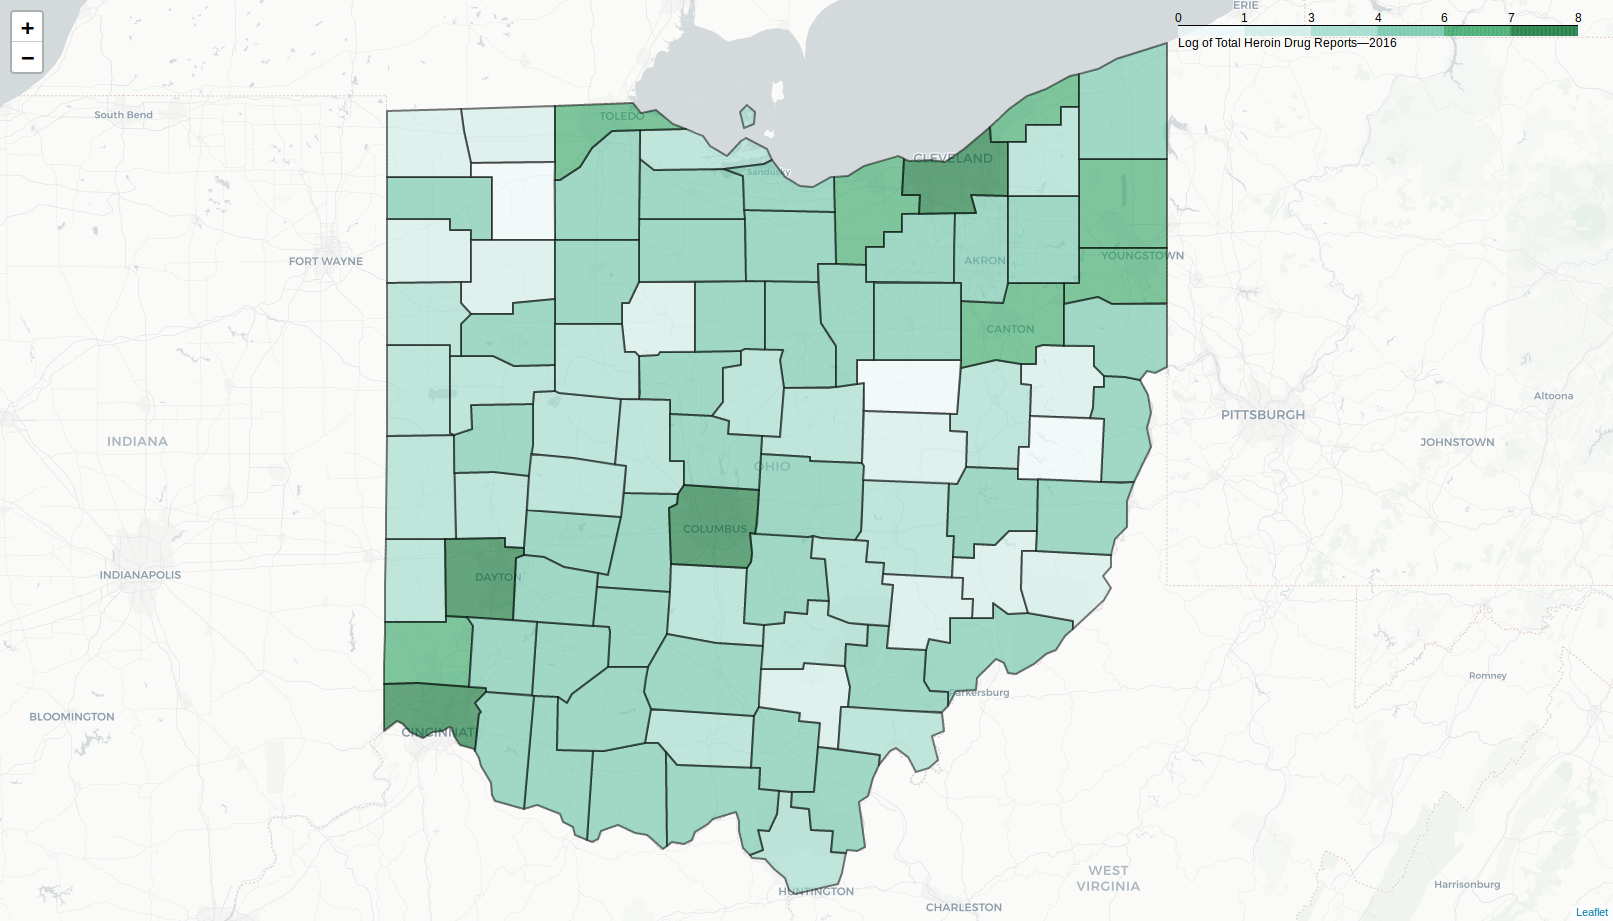 +
−
ERIE
0 1 3 4 6 7 8
Log of Total Heroin Drug Reports—2016
South Bend
TOLEDO
CLEVELAND
Sandusky
FORT WAYNE
AKRON
YOUNGSTOWN
CANTON
Altoona
PITTSBURGH
INDIANA
JOHNSTOWN
OHIO
COLUMBUS
INDIANAPOLIS
DAYTON
Romney
arkersburg
BLOOMINGTON
CINCINNAT
WEST
VIRGINIA
Harrisonburg
HUNTINGTON
CHARLESTON
Leaflet